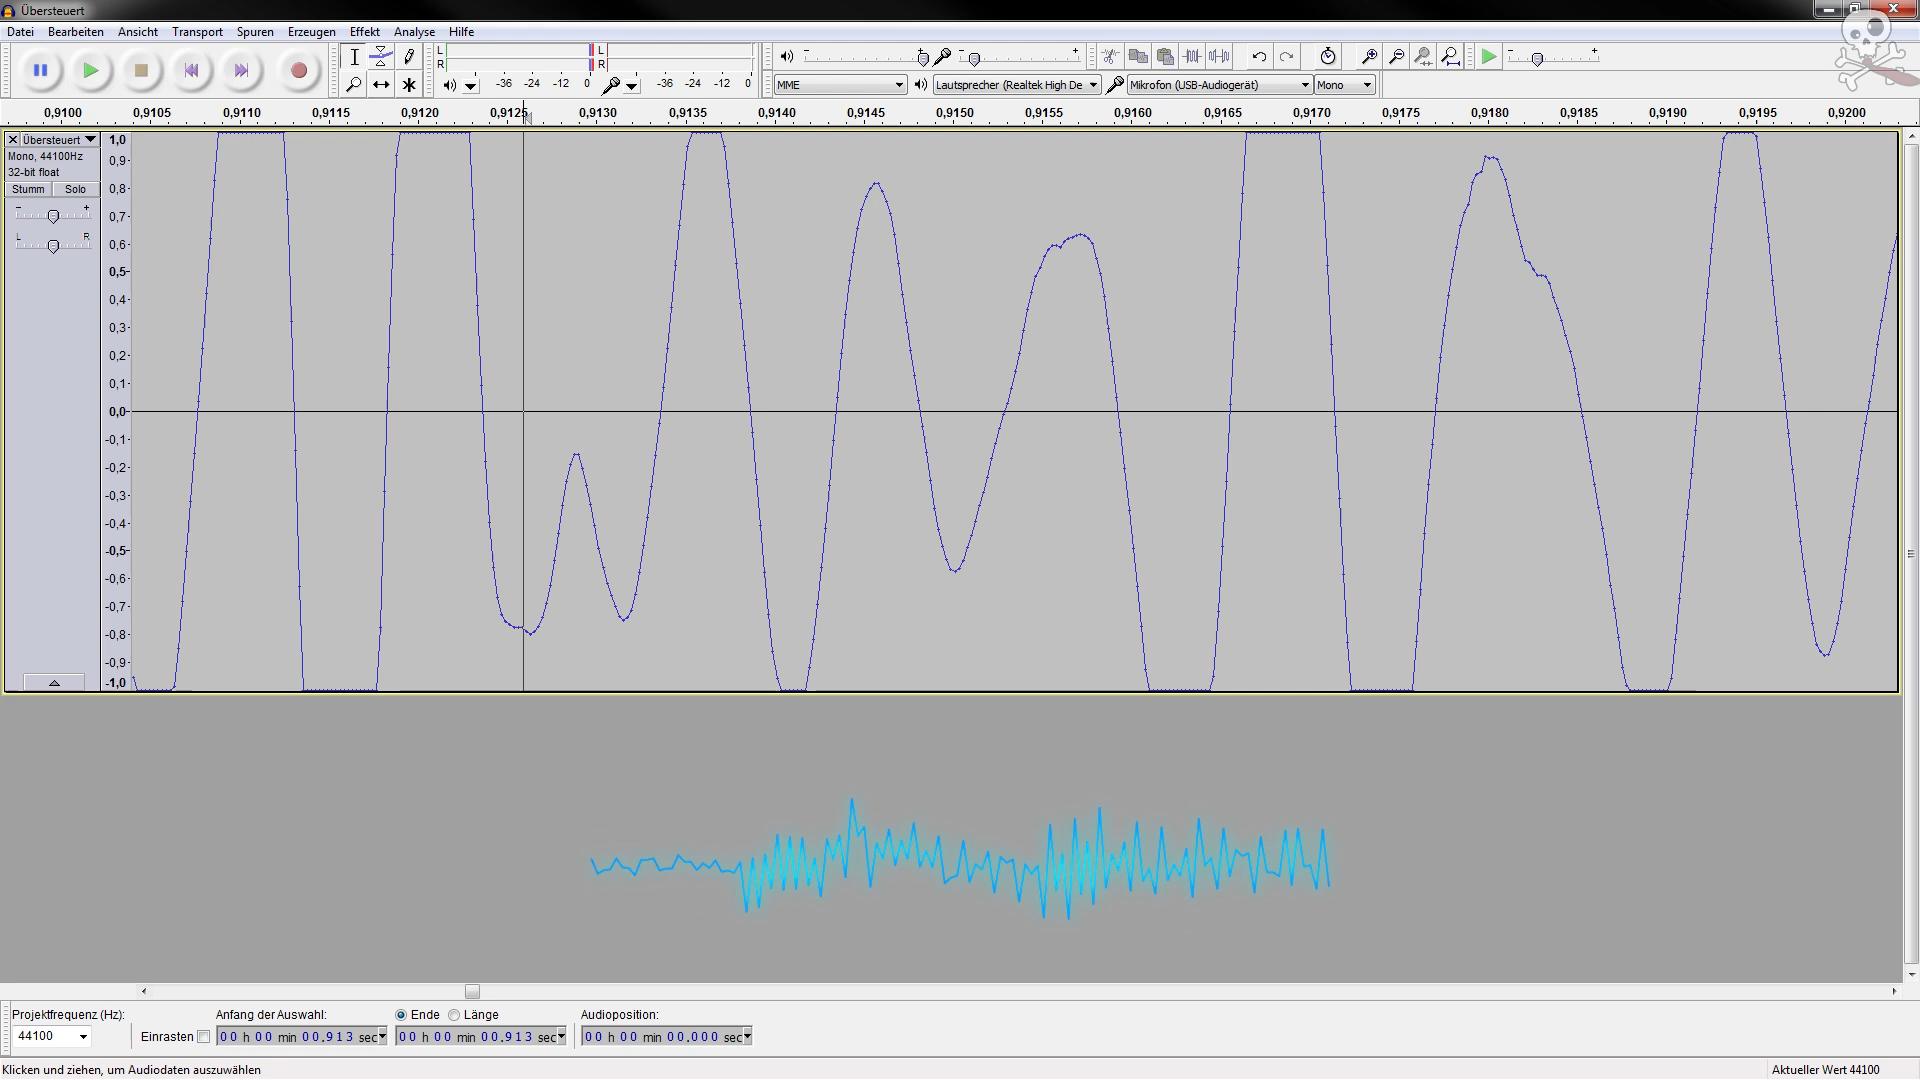 Übersteuert
Datei Bearbeiten Ansicht Transport Spuren Erzeugen Effekt Analyse Hilfe
L
R
-36 -24 -12 0
L
R
-36 -24 -12 0
- +
- +
- +
MME
Lautsprecher (Realtek High De
Mikrofon (USB-Audiogerät)
Mono
0,9100 0,9105 0,9110 0,9115 0,9120 0,9125 0,9130 0,9135 0,9140 0,9145 0,9150 0,9155 0,9160 0,9165 0,9170 0,9175 0,9180 0,9185 0,9190 0,9195 0,9200
Übersteuert
Mono, 44100Hz
32-bit float
Stumm Solo
- +
L R
1,0
0,9
0,8
0,7
0,6
0,5
0,4
0,3
0,2
0,1
0,0
-0,1
-0,2
-0,3
-0,4
-0,5
-0,6
-0,7
-0,8
-0,9
-1,0
Projektfrequenz (Hz): Anfang der Auswahl: Ende Länge Audioposition:
44100 Einrasten 00 h 00 min 00.913 sec 00 h 00 min 00.913 sec 00 h 00 min 00.000 sec
Klicken und ziehen, um Audiodaten auszuwählen Aktueller Wert 44100